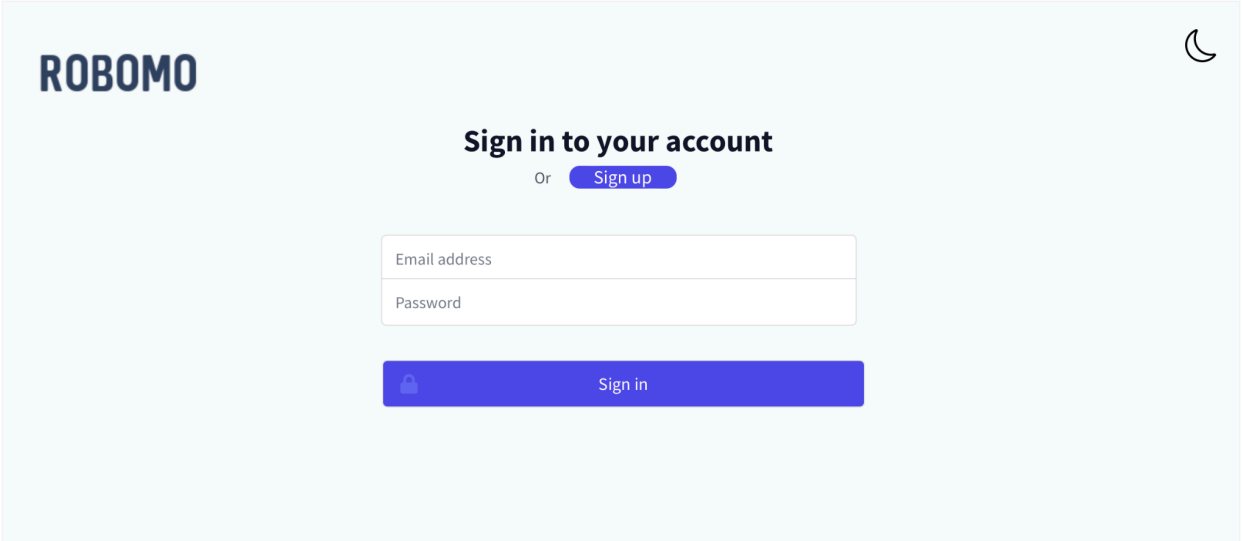 ROBOMO
Sign in to your account
Or Sign up
Email address
Password
Sign in